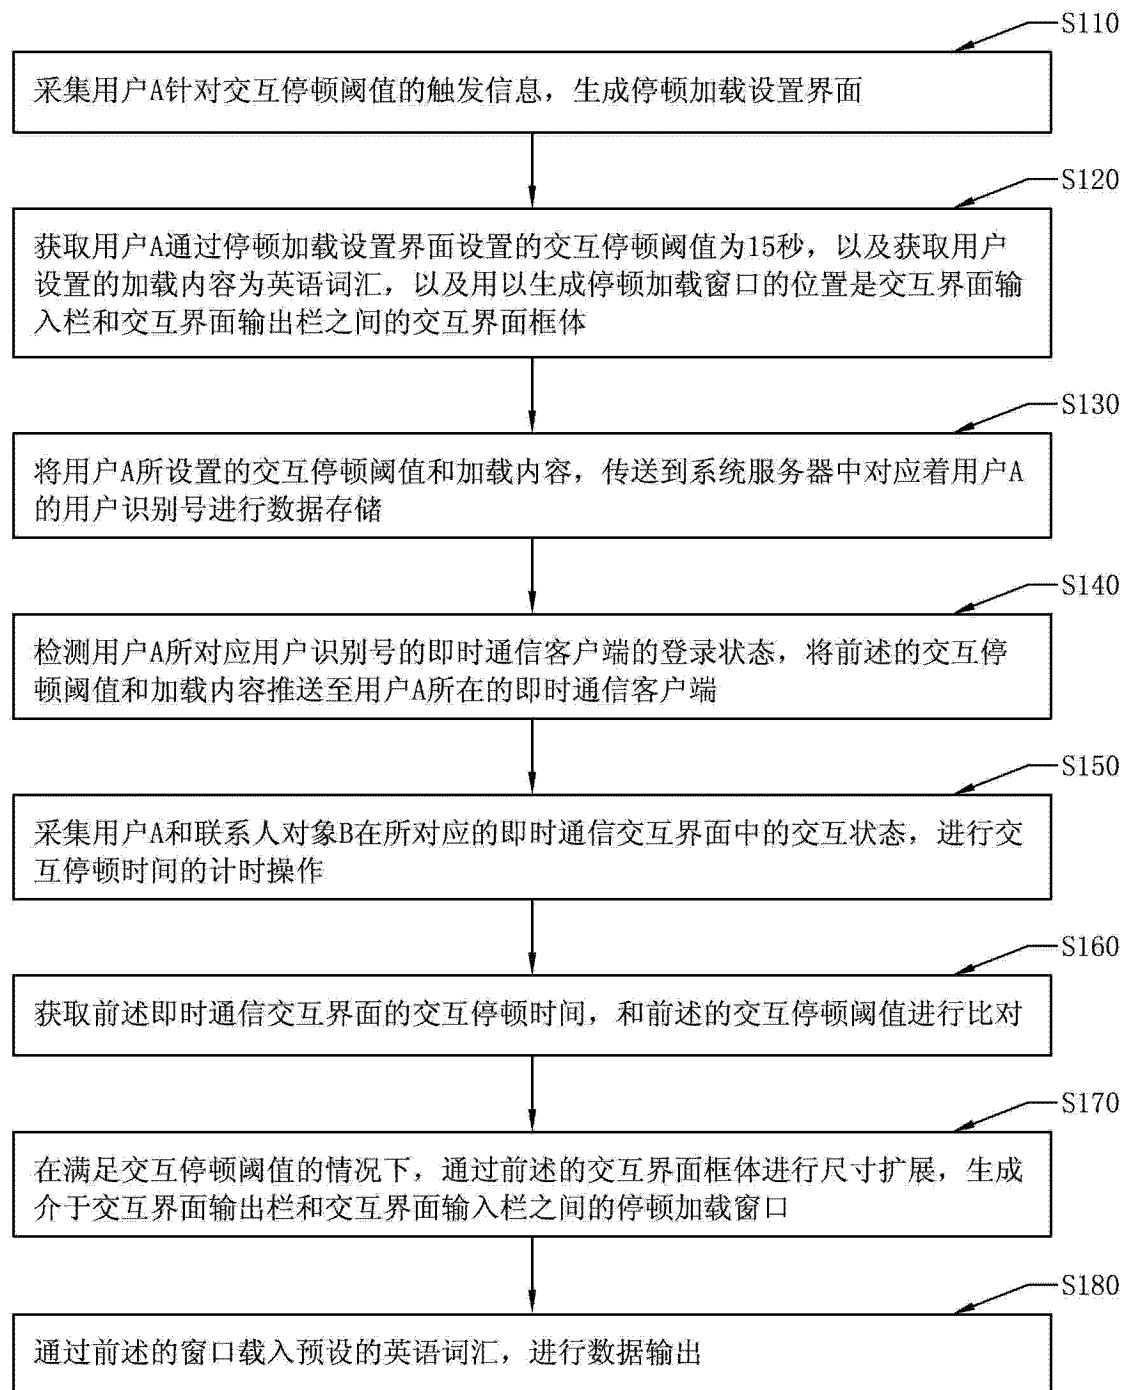 S110
采集用户A针对交互停顿阈值的触发信息，生成停顿加载设置界面
S120
获取用户A通过停顿加载设置界面设置的交互停顿阈值为15秒，以及获取用户
设置的加载内容为英语词汇，以及用以生成停顿加载窗口的位置是交互界面输
入栏和交互界面输出栏之间的交互界面框体
S130
将用户A所设置的交互停顿阈值和加载内容，传送到系统服务器中对应着用户A
的用户识别号进行数据存储
S140
检测用户A所对应用户识别号的即时通信客户端的登录状态，将前述的交互停
顿阈值和加载内容推送至用户A所在的即时通信客户端
S150
采集用户A和联系人对象B在所对应的即时通信交互界面中的交互状态，进行交
互停顿时间的计时操作
S160
获取前述即时通信交互界面的交互停顿时间，和前述的交互停顿阈值进行比对
S170
在满足交互停顿阈值的情况下，通过前述的交互界面框体进行尺寸扩展，生成
介于交互界面输出栏和交互界面输入栏之间的停顿加载窗口
S180
通过前述的窗口载入预设的英语词汇，进行数据输出